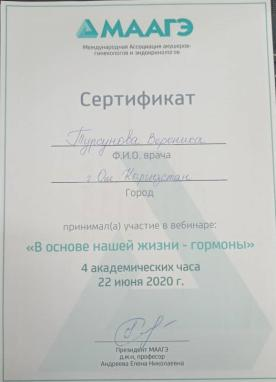 МААГЭ
Международная Ассоциация акушеров-
гинекологов и эндокринологов
Сертификат
Турсунова Вероника
Ф.И.О. врача
г Ош Кыргызстан
Город
принимал(а) участие в вебинаре:
«В основе нашей жизни - гормоны»
4 академических часа
22 июня 2020 г.
Президент МААГЭ
д.м.н, професор
Андреева Елена Николаевна